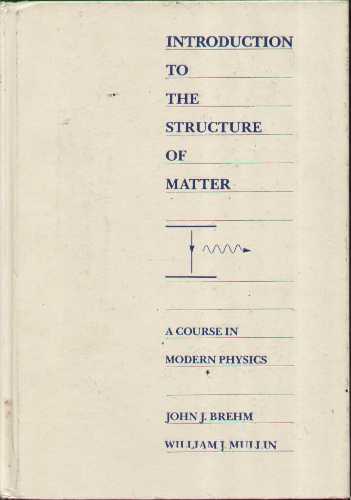 INTRODUCTION
TO
THE
STRUCTURE
OF
MATTER
A COURSE IN
MODERN PHYSICS
JOHN J. BREHM
WILLIAM J. MULLIN